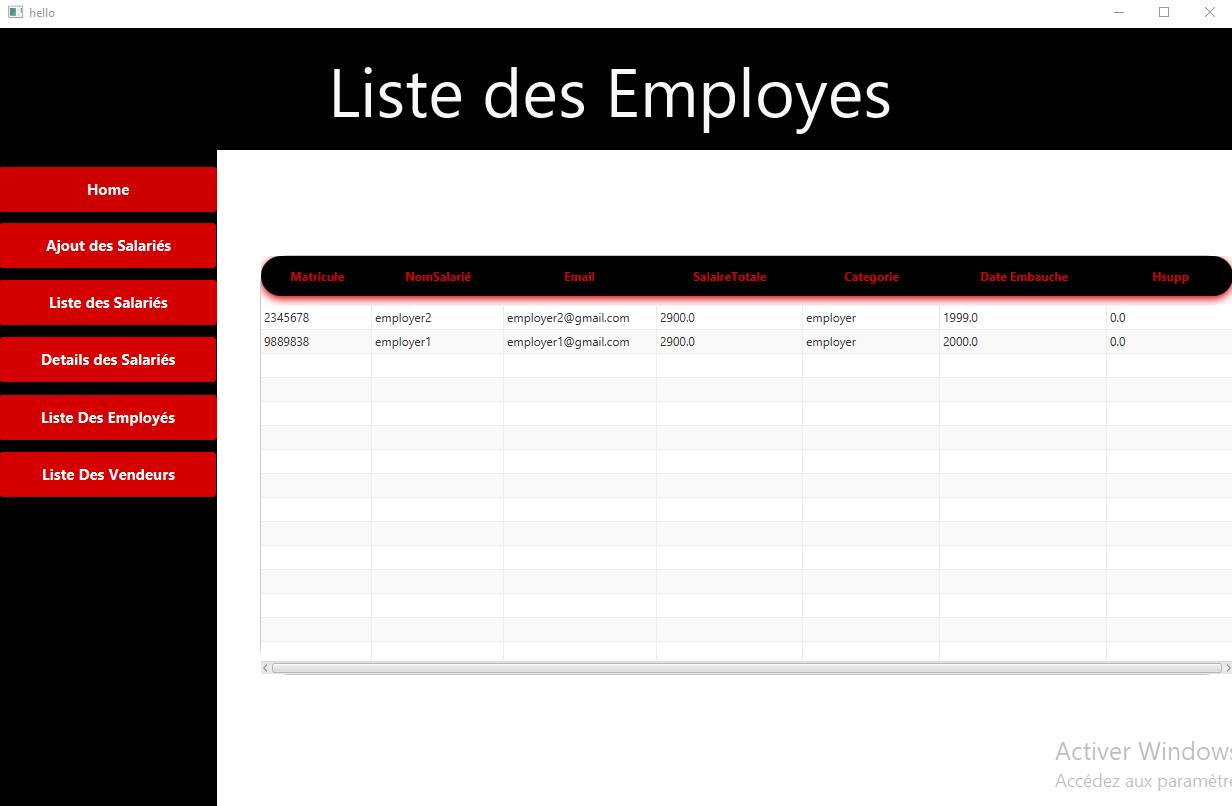 hello
Liste des Employes
Home
Ajout des Salariés
Liste des Salariés
Details des Salariés
Liste Des Employés
Liste Des Vendeurs
Matricule NomSalarié Email SalaireTotale Categorie Date Embauche Hsupp
2345678 employer2 employer2@gmail.com 2900.0 employer 1999.0 0.0
9889838 employer1 employer1@gmail.com 2900.0 employer 2000.0 0.0
Activer Windows
Accédez aux paramètre